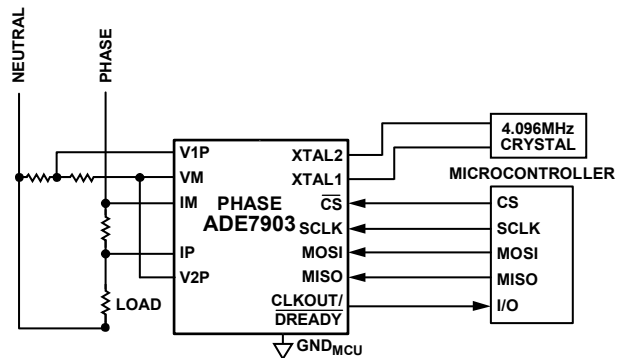 NEUTRAL
PHASE
V1P
VM
IM
IP
V2P
LOAD
PHASE
ADE7903
XTAL2
XTAL1
CS
SCLK
MOSI
MISO
CLKOUT/
DREADY
GNDMCU
4.096MHz
CRYSTAL
MICROCONTROLLER
CS
SCLK
MOSI
MISO
I/O